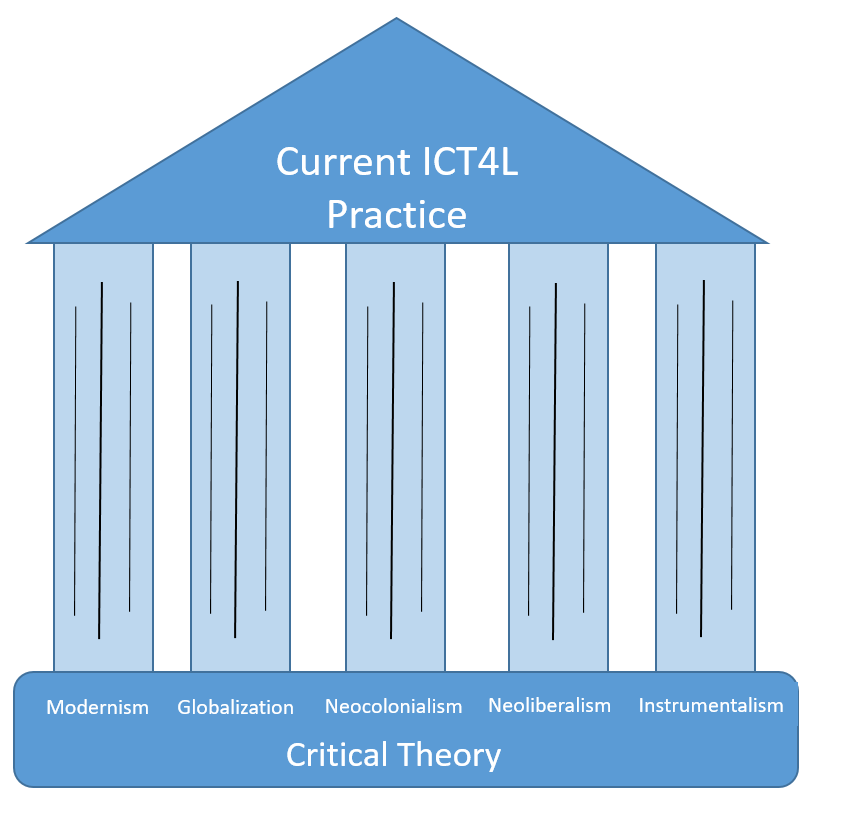 Current ICT4L
Practice
Modernism Globalization Neocolonialism Neoliberalism Instrumentalism
Critical Theory